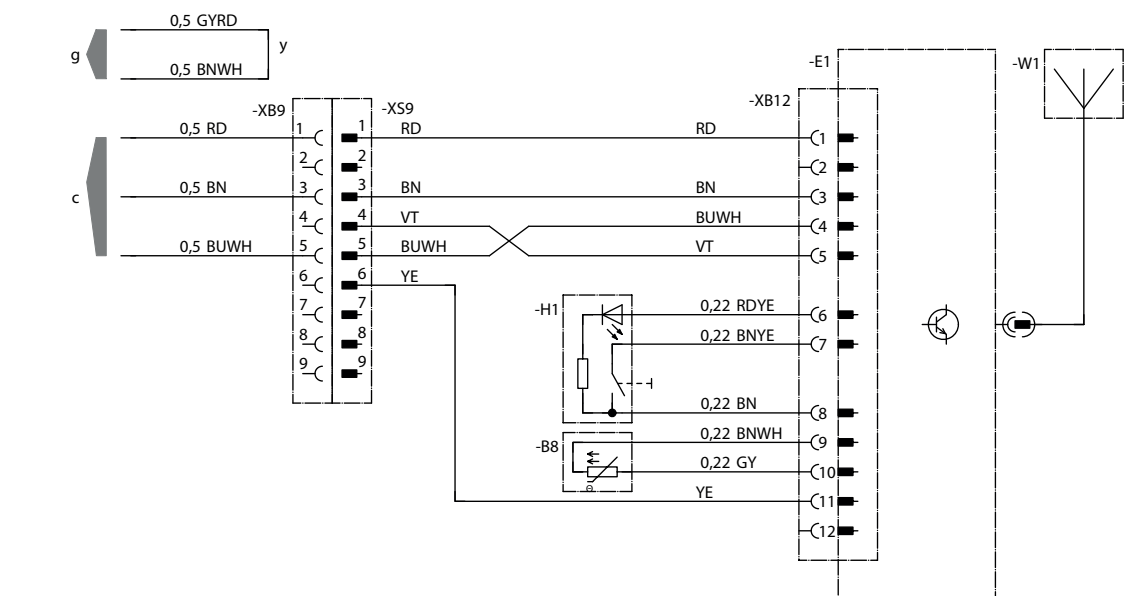 0,5 GYRD
g
y
0,5 BNWH
-E1
-W1
-XB9
-XS9
-XB12
0,5 RD
1
1
RD
RD
1
2
2
2
c
0,5 BN
3
3
BN
BN
3
4
4
VT
BUWH
4
0,5 BUWH
5
5
BUWH
VT
5
6
6
YE
-H1
0,22 RDYE
6
7
7
0,22 BNYE
7
8
8
9
9
0,22 BN
8
-B8
0,22 BNWH
9
0,22 GY
10
θ
YE
11
12